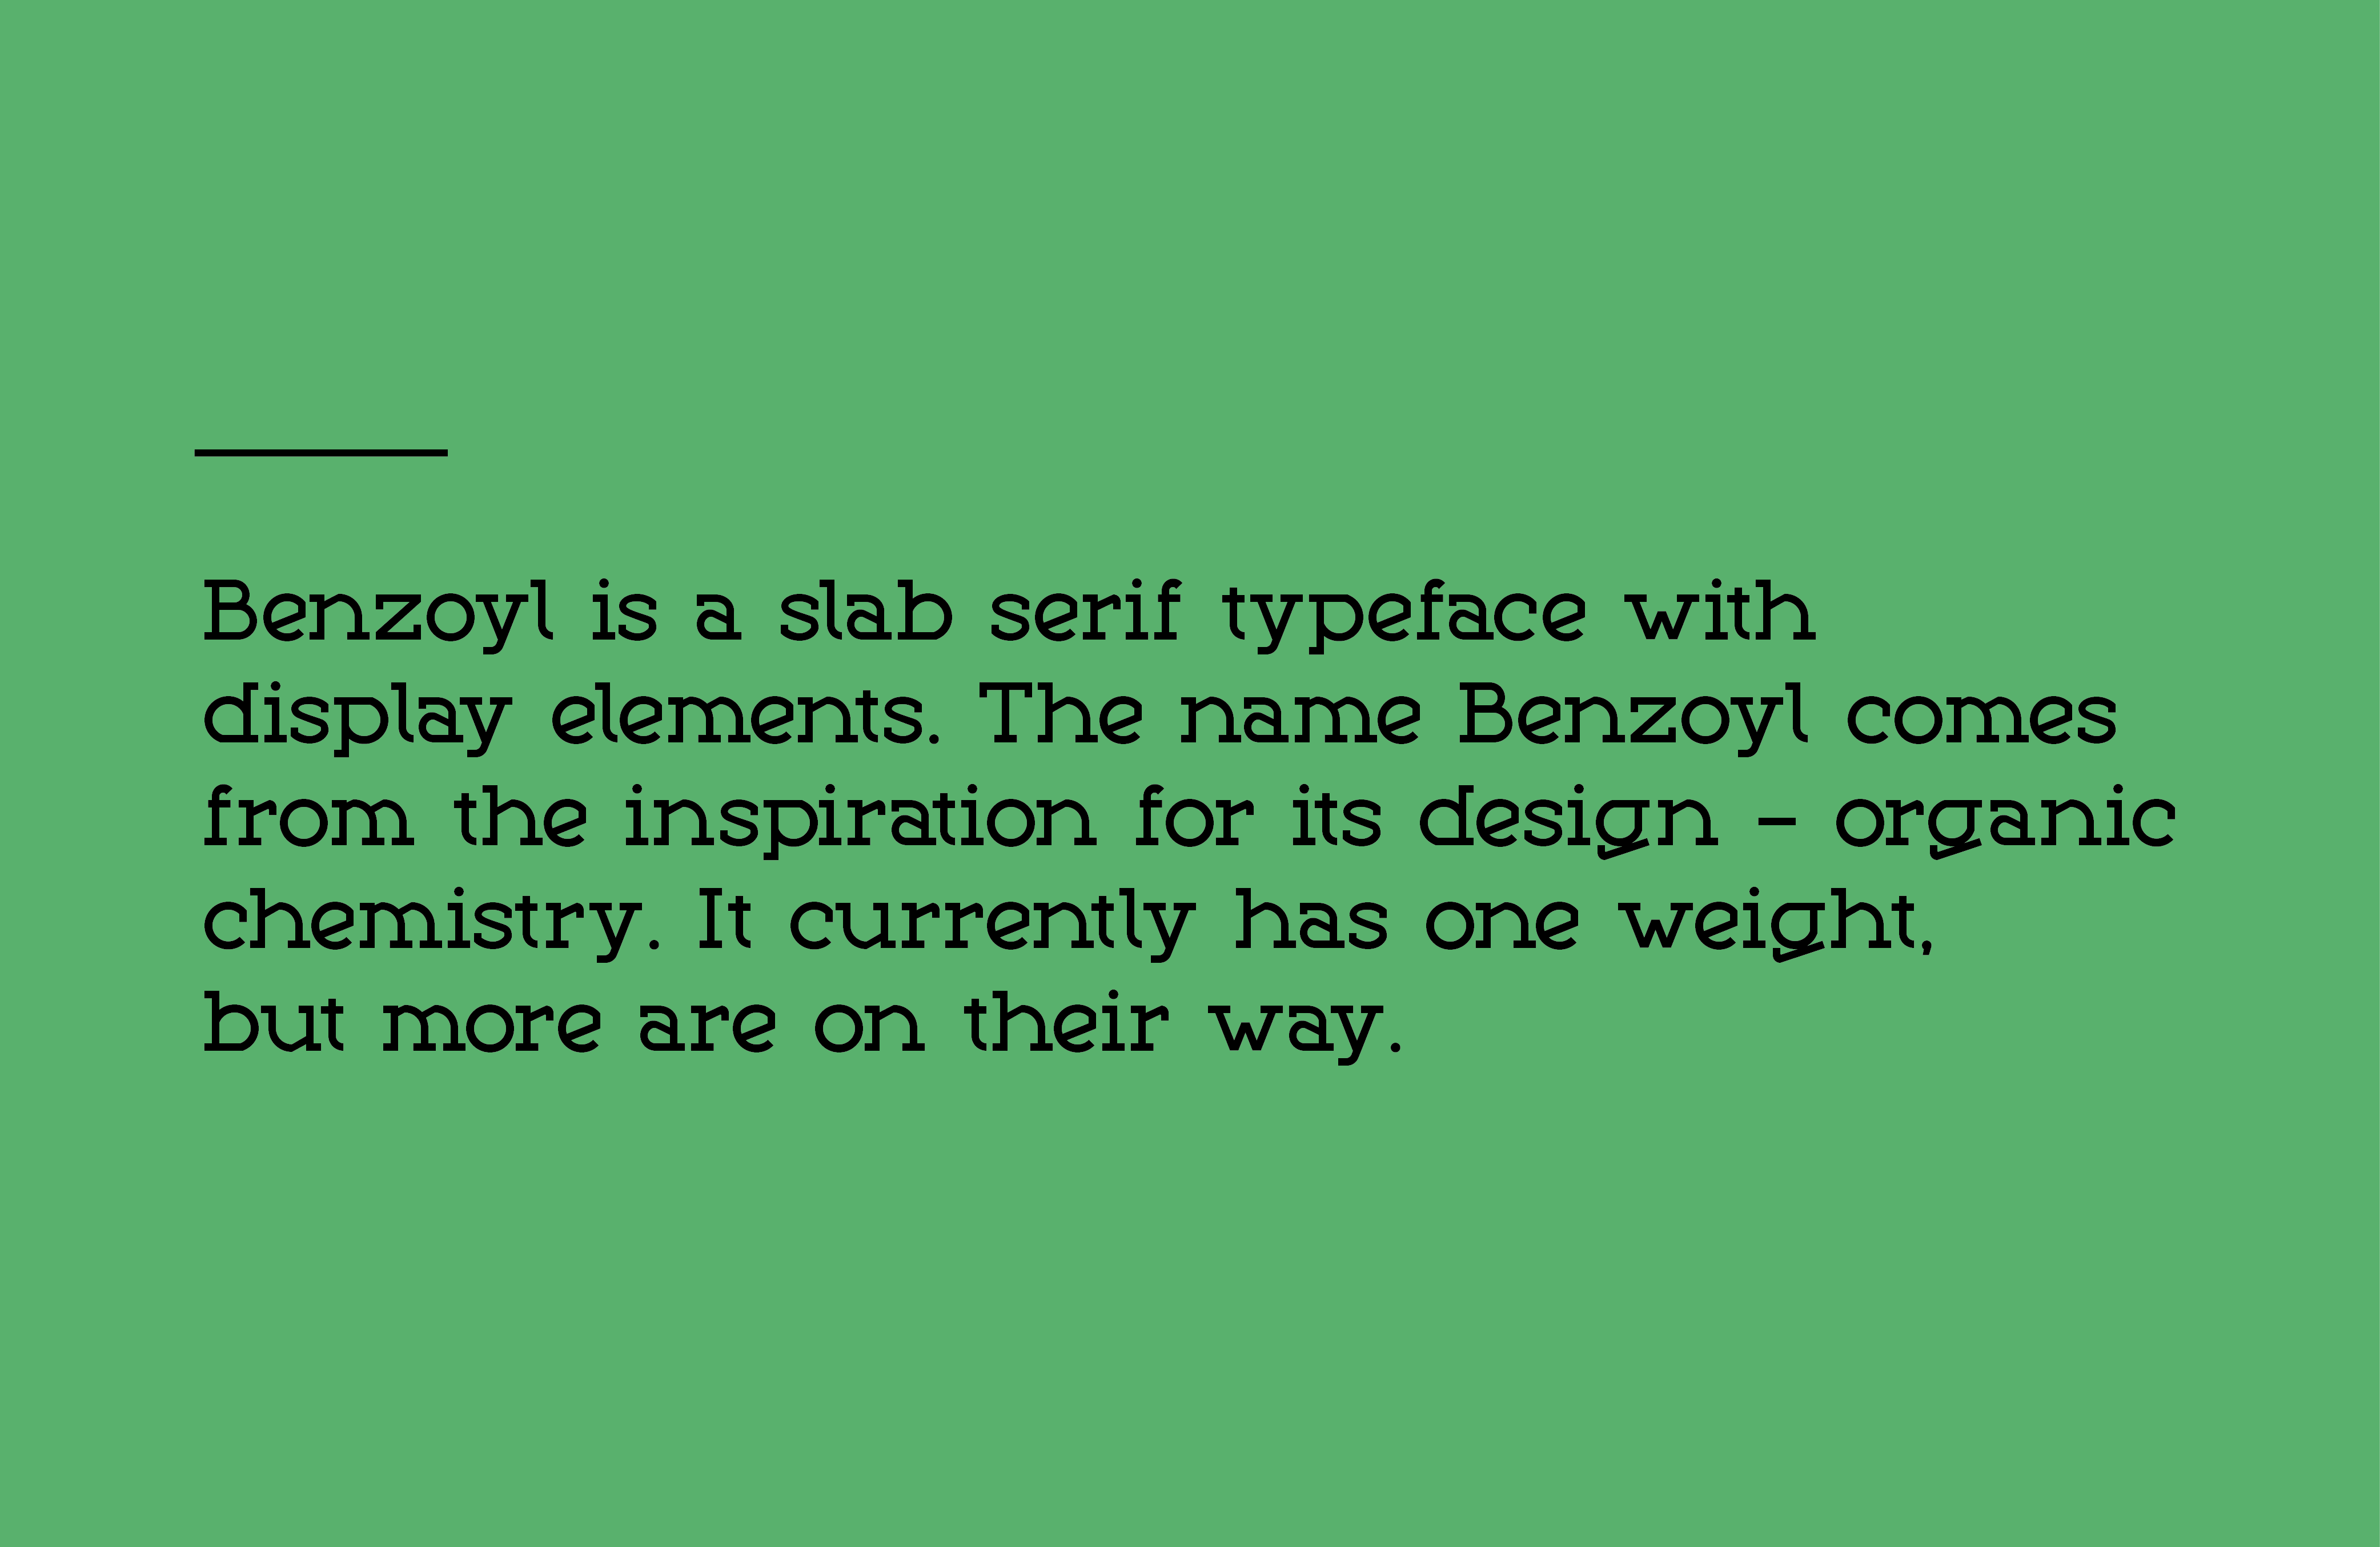 Benzoyl is a slab serif typeface with
display elements. The name Benzoyl comes
from the inspiration for its design – organic
chemistry. It currently has one weight,
but more are on their way.